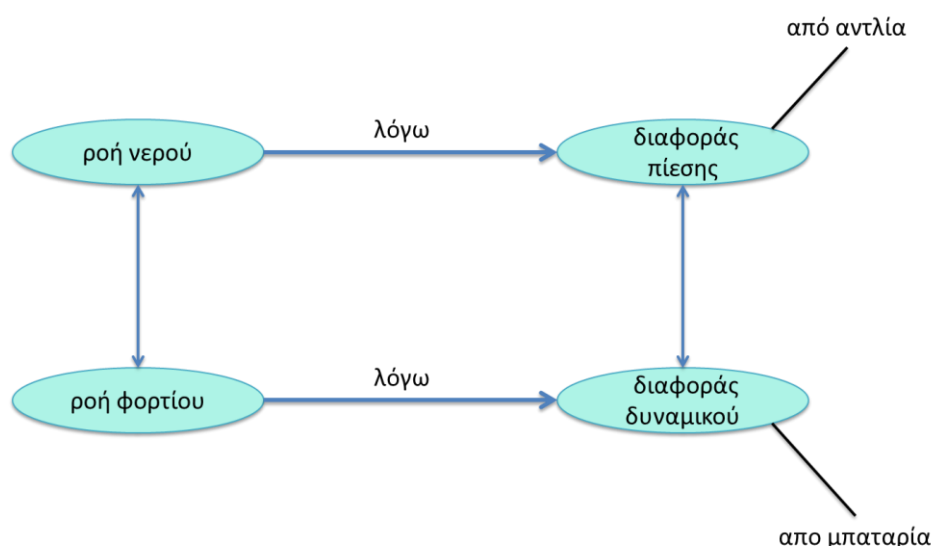 από αντλία
λόγω
ροή νερού
διαφοράς
πίεσης
λόγω
ροή φορτίου
διαφοράς
δυναμικού
απο μπαταρία